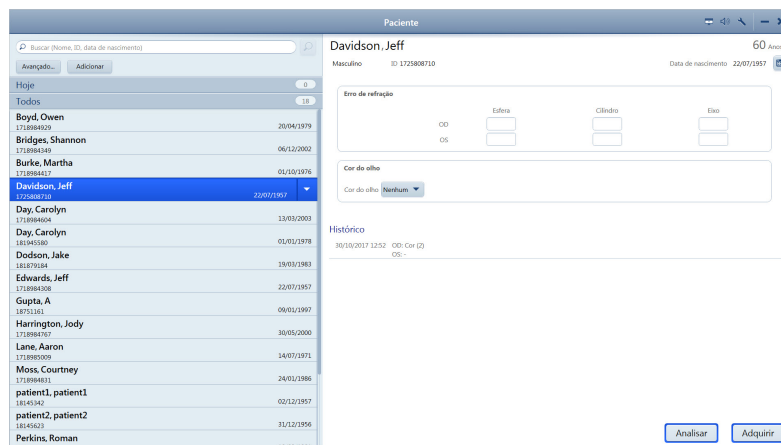 Paciente
Buscar (Nome, ID, data de nascimento)
Avançado... Adicionar
Hoje 0
Todos 18
Boyd, Owen
1718984929 20/04/1979
Bridges, Shannon
1718984349 06/12/2002
Burke, Martha
1718984417 01/10/1976
Davidson, Jeff
1725808710 22/07/1957
Day, Carolyn
1718984604 13/03/2003
Day, Carolyn
181945580 01/01/1978
Dodson, Jake
181879184 19/03/1983
Edwards, Jeff
1718984308 22/07/1957
Gupta, A
18751161 09/01/1997
Harrington, Jody
1718984767 30/05/2000
Lane, Aaron
1718985009 14/07/1971
Moss, Courtney
1718984831 24/01/1986
patient1, patient1
18145342 02/12/1957
patient2, patient2
18145623 31/12/1956
Perkins, Roman
Davidson, Jeff 60 Anos
Masculino ID 1725808710 Data de nascimento 22/07/1957
Erro de refração
Esfera Cilindro Eixo
OD
OS
Cor do olho
Cor do olho Nenhum
Histórico
30/10/2017 12:52 OD: Cor (2)
OS: -
Analisar Adquirir